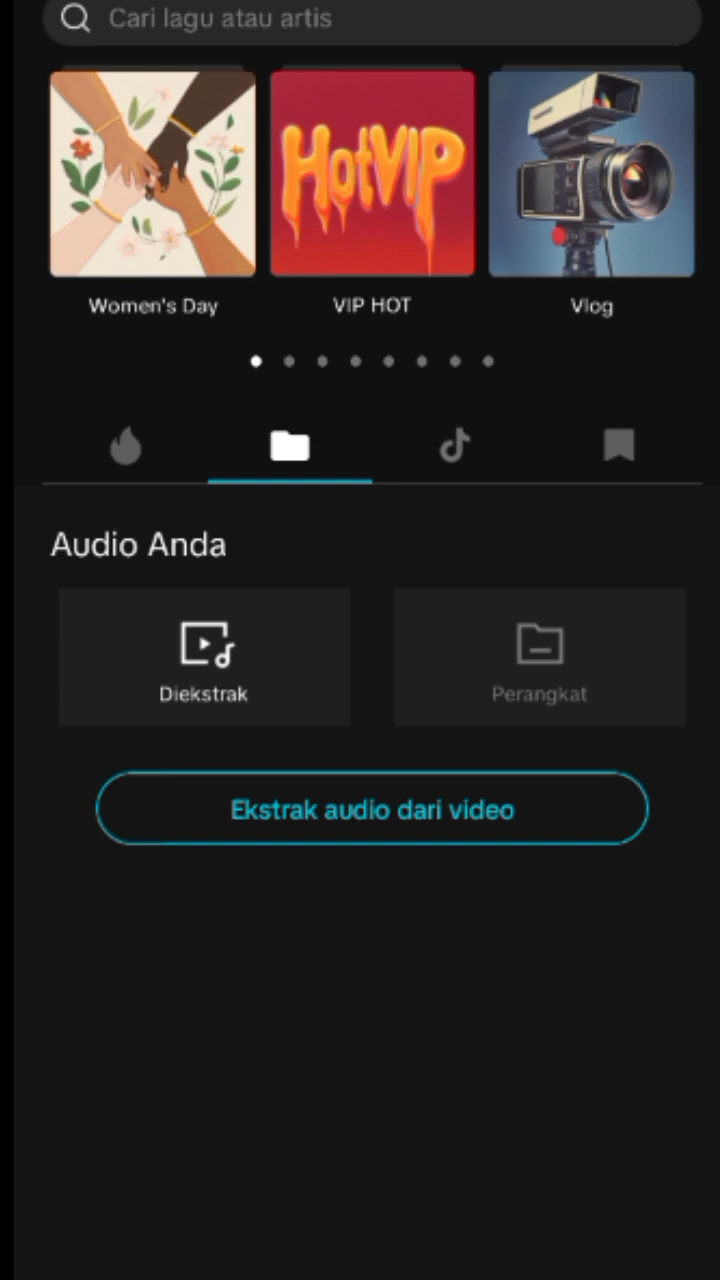 Cari lagu atau artis
HotVIP
Women's Day
VIP HOT
Vlog
Audio Anda
Diekstrak
Perangkat
Ekstrak audio dari video